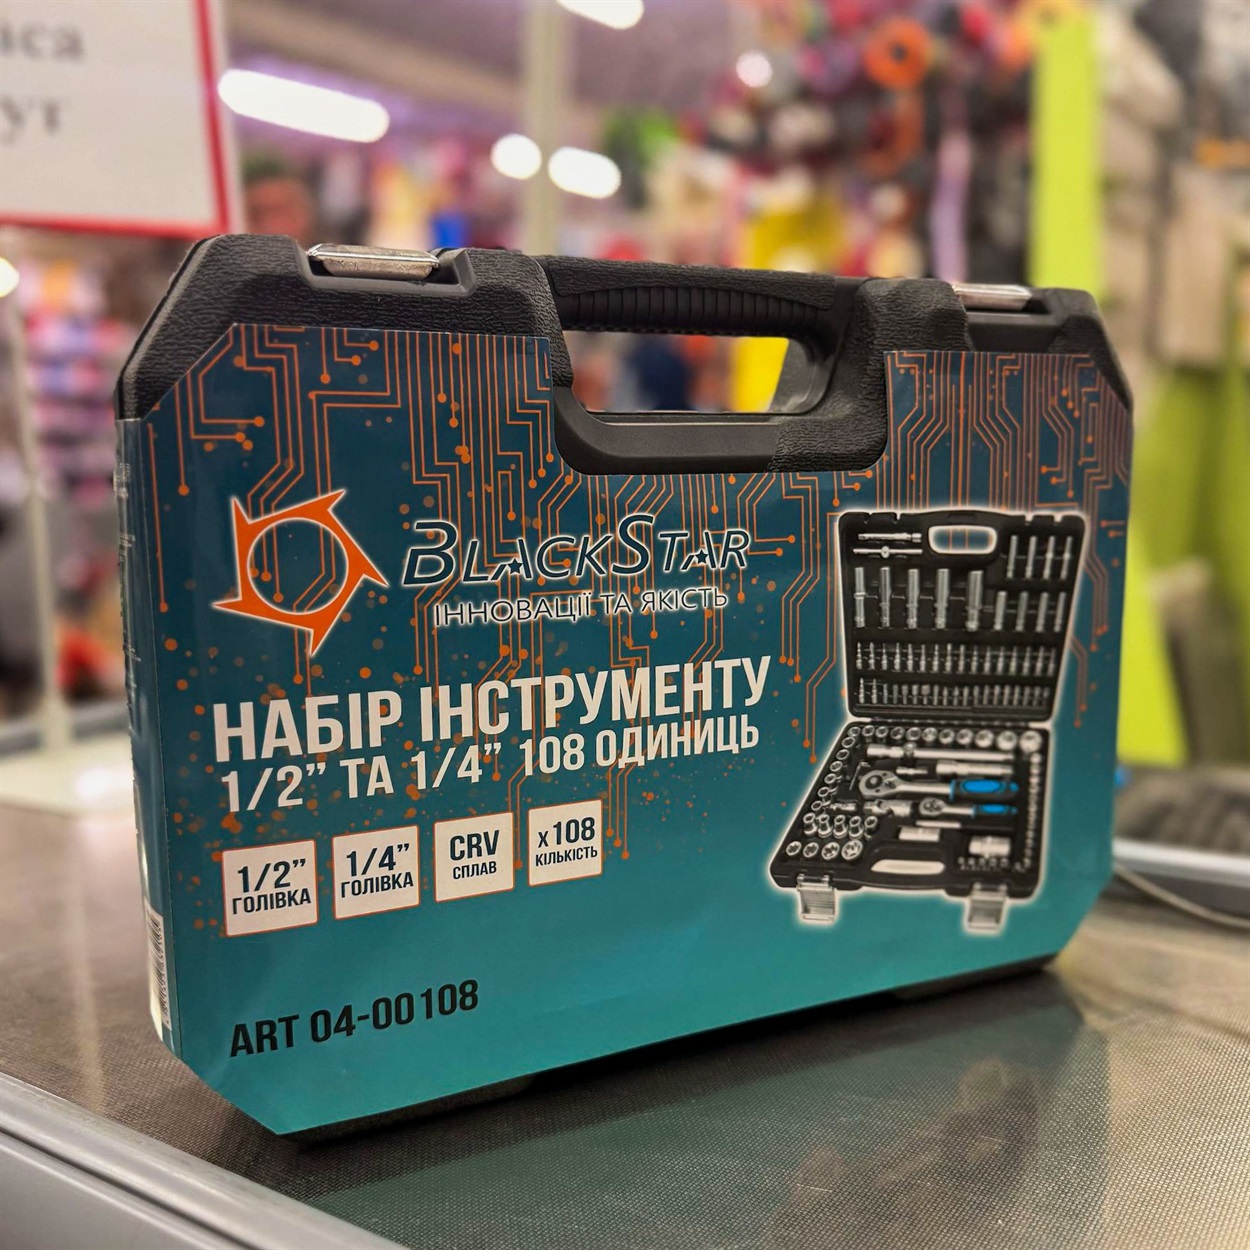 BLACKSTAR
ІННОВАЦІЇ ТА ЯКІСТЬ
НАБІР ІНСТРУМЕНТУ
1/2” ТА 1/4” 108 ОДИНИЦЬ
1/2”
ГОЛІВКА
1/4”
ГОЛІВКА
CRV
СПЛАВ
x108
КІЛЬКІСТЬ
ART 04-00108